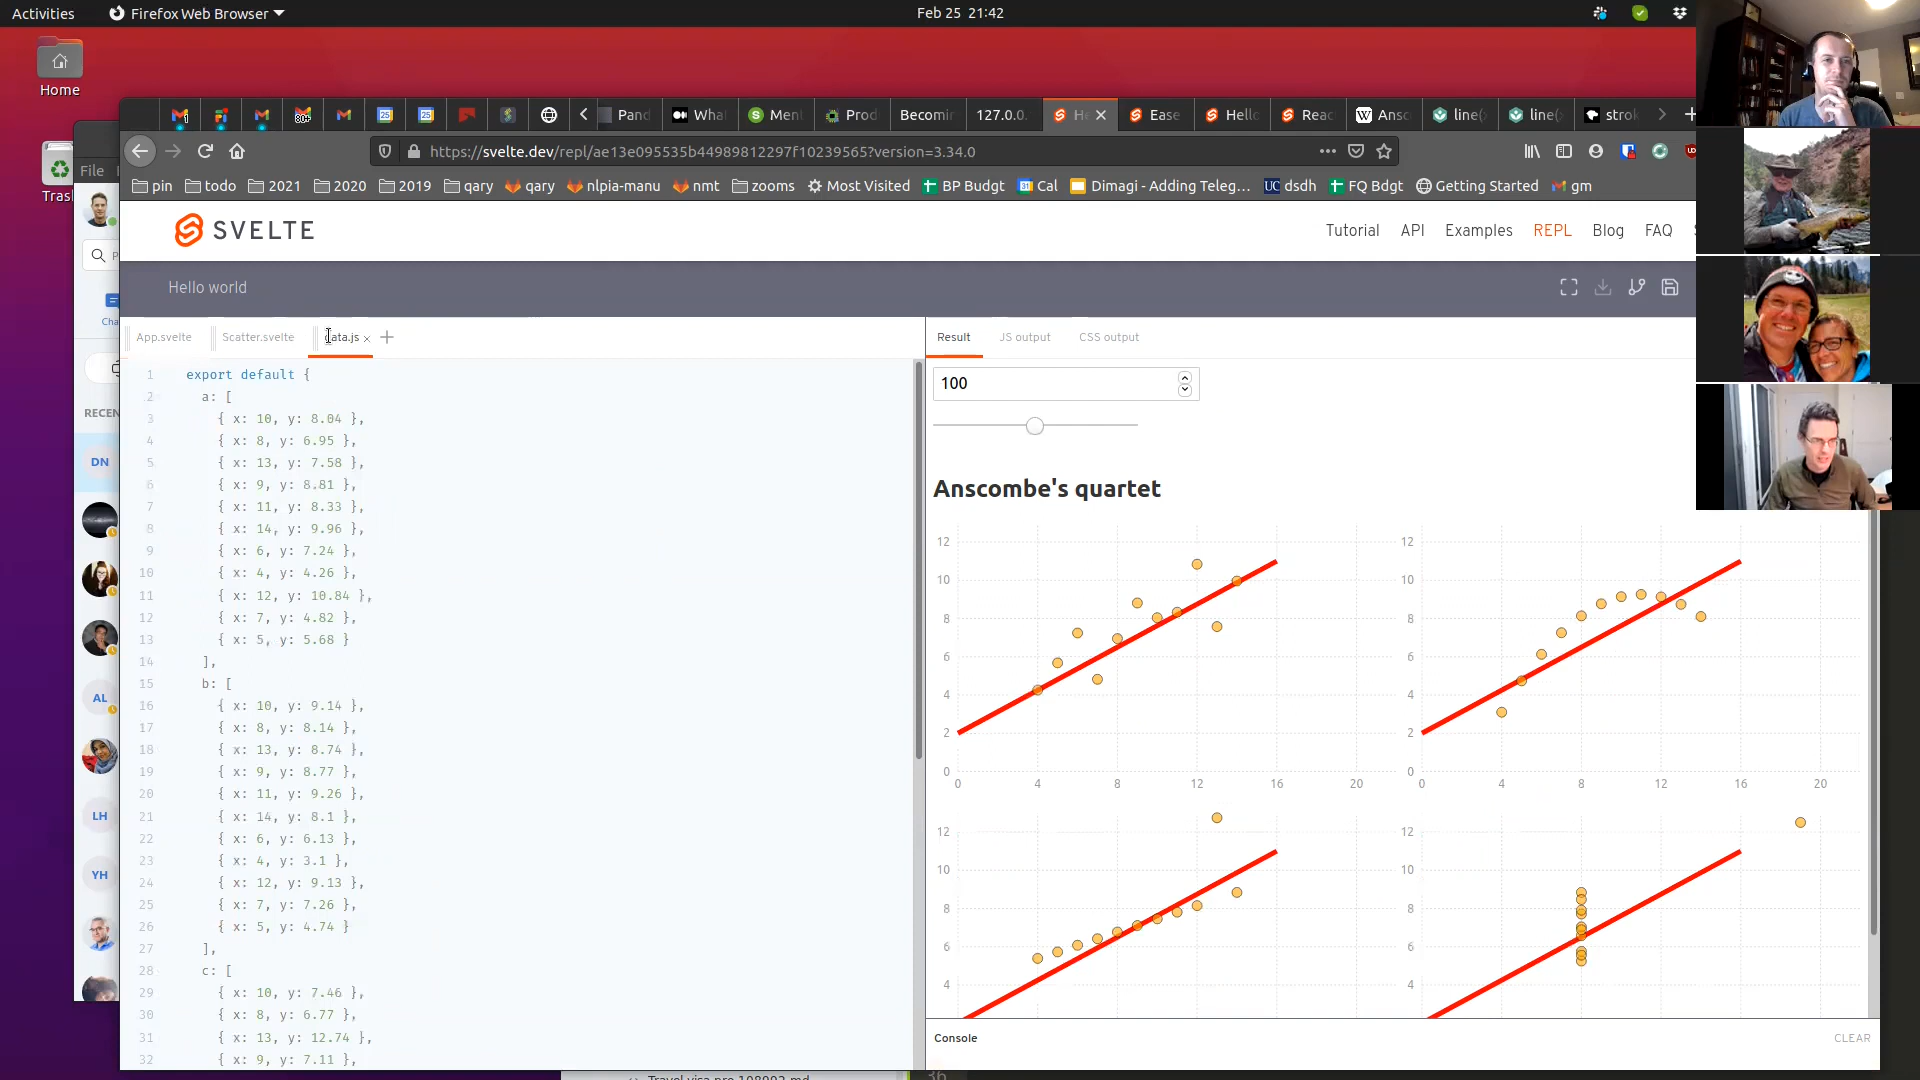 Activities
Firefox Web Browser
Feb 25 21:42
Home
File
Pand
Wha
Men
Prod
Becomi
127.0.0.
Ease
Hello
Reac
Ansc
line(
line(
strok
https://svelte.dev/repl/ae13e095535b44989812297f10239565?version=3.34.0
pin
todo
2021
2020
2019
qary
qary
nlpia-manu
nmt
zooms
Most Visited
BP Budgt
Cal
Dimagi - Adding Teleg...
dsdh
FQ Bdgt
Getting Started
gm
SVELTE
Tutorial
API
Examples
REPL
Blog
FAQ
Hello world
App.svelte
Scatter.svelte
data.js
Result
JS output
CSS output
RECEN
DN
AL
LH
YH
1 export default {
2 a: [
3 { x: 10, y: 8.04 },
4 { x: 8, y: 6.95 },
5 { x: 13, y: 7.58 },
6 { x: 9, y: 8.81 },
7 { x: 11, y: 8.33 },
8 { x: 14, y: 9.96 },
9 { x: 6, y: 7.24 },
10 { x: 4, y: 4.26 },
11 { x: 12, y: 10.84 },
12 { x: 7, y: 4.82 },
13 { x: 5, y: 5.68 }
14 ],
15 b: [
16 { x: 10, y: 9.14 },
17 { x: 8, y: 8.14 },
18 { x: 13, y: 8.74 },
19 { x: 9, y: 8.77 },
20 { x: 11, y: 9.26 },
21 { x: 14, y: 8.1 },
22 { x: 6, y: 6.13 },
23 { x: 4, y: 3.1 },
24 { x: 12, y: 9.13 },
25 { x: 7, y: 7.26 },
26 { x: 5, y: 4.74 }
27 ],
28 c: [
29 { x: 10, y: 7.46 },
30 { x: 8, y: 6.77 },
31 { x: 13, y: 12.74 },
32 { x: 9, y: 7.11 },
100
Anscombe's quartet
12
10
8
6
4
2
0
0 4 8 12 16 20
12
10
8
6
4
2
0
0 4 8 12 16 20
12
10
8
6
4
12
10
8
6
4
Console
CLEAR